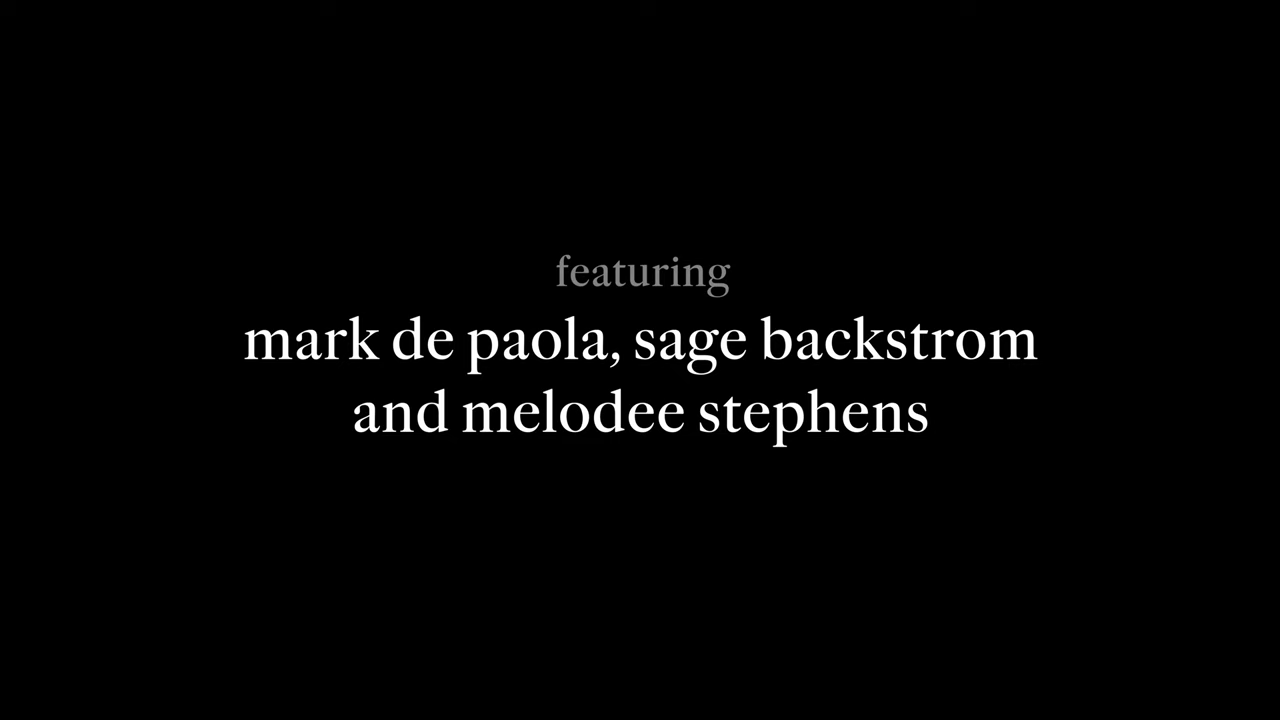 featuring
mark de paola, sage backstrom
and melodee stephens